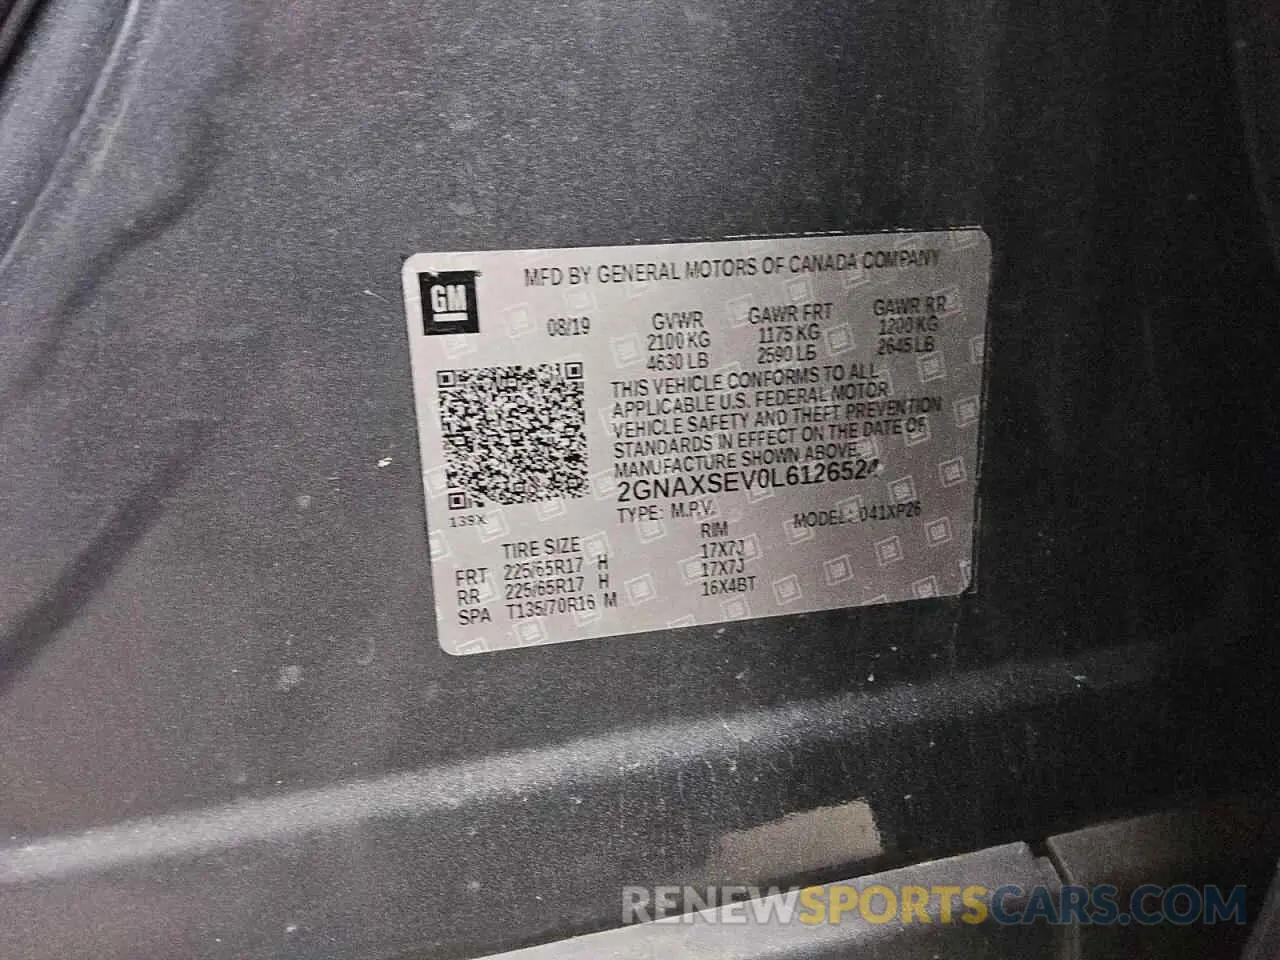 GM
MFD BY GENERAL MOTORS OF CANADA COMPANY
08/19
GVWR GAWR FRT GAWR RR
2100 KG 1175 KG 1200 KG
4630 LB 2590 LB 2645 LB
THIS VEHICLE CONFORMS TO ALL
APPLICABLE U.S. FEDERAL MOTOR
VEHICLE SAFETY AND THEFT PREVENTION
STANDARDS IN EFFECT ON THE DATE OF
MANUFACTURE SHOWN ABOVE.
2GNAXSEV0L6126524
139X
TYPE: M.P.V. MODEL:
TIRE SIZE RIM
FRT 225/65R17 H 17X7J
RR 225/65R17 H 17X7J
SPA T135/70R16 M 16X4BT
RENEWSPORTSCARS.COM